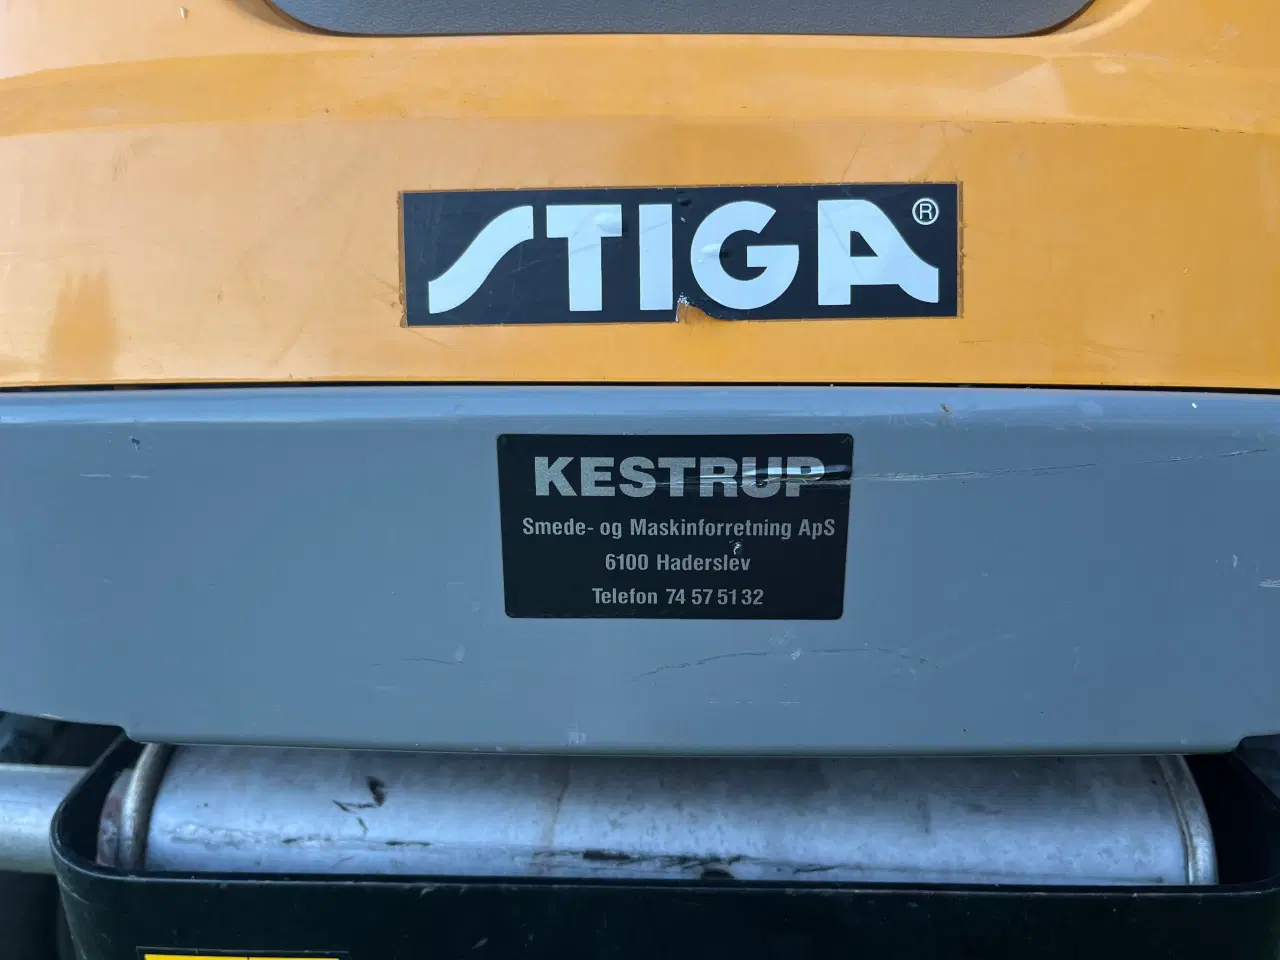 STIGA®
KESTRUP
Smede- og Maskinforretning ApS
6100 Haderslev
Telefon 74 57 51 32